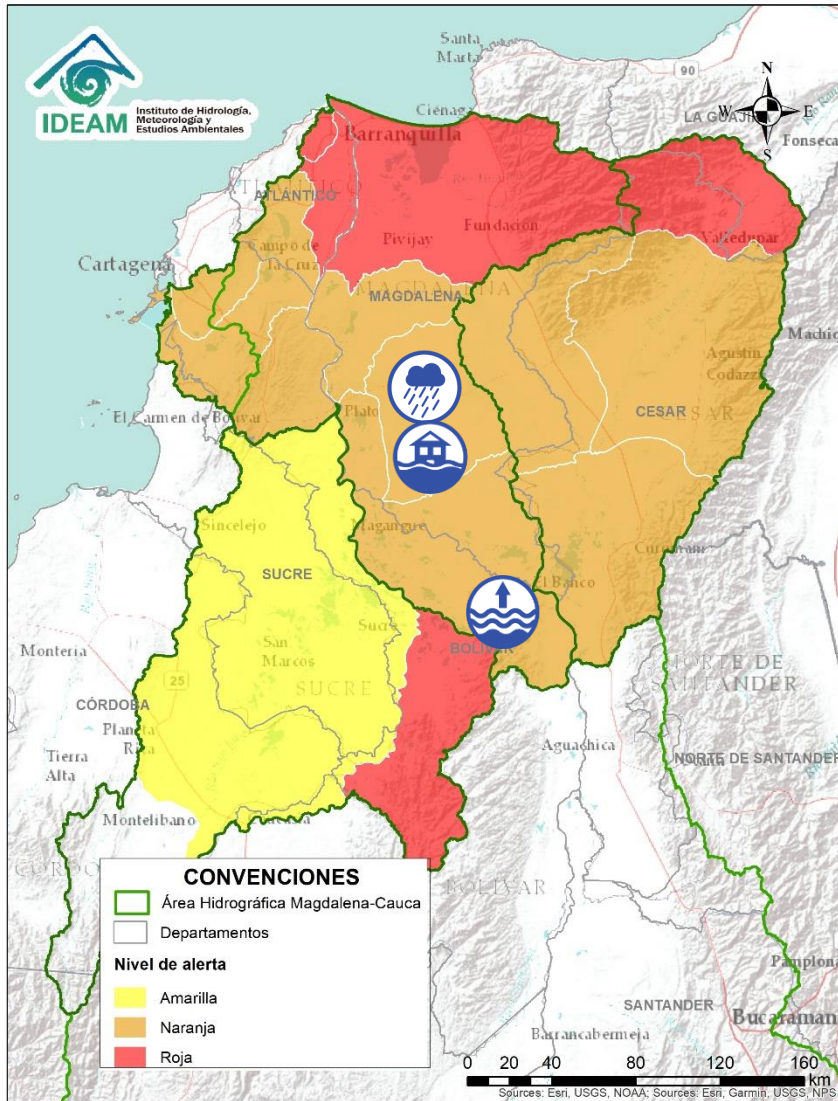 IDEAM
Instituto de Hidrología,
Meteorología y
Estudios Ambientales
Santa
Marta
90
N
W
E
S
LA GUAJIRA
Ciénaga
Fonseca
Barranquilla
ATLÁNTICO
Fundación
Pivijay
Valledupar
Campo de
la Cruz
Cartagena
MAGDALENA
Agustín
Codazzi
Plato
CESAR
El Carmen de Bolívar
Sincelejo
Magangue
El Banco
SUCRE
Sucre
San
Marcos
SUCRE
BOLÍVAR
Montería
25
NORTE DE
SANTANDER
CÓRDOBA
Planeta
Rica
Tierra
Alta
Aguachica
NORTE DE SANTANDER
Montelíbano
BOLÍVAR
CONVENCIONES
Área Hidrográfica Magdalena-Cauca
Departamentos
Nivel de alerta
Amarilla
Naranja
Roja
Pamplona
SANTANDER
Bucaraman
Barrancabermeja
0 20 40 80 120 160
km
Sources: Esri, USGS, NOAA; Sources: Esri, Garmin, USGS, NPS